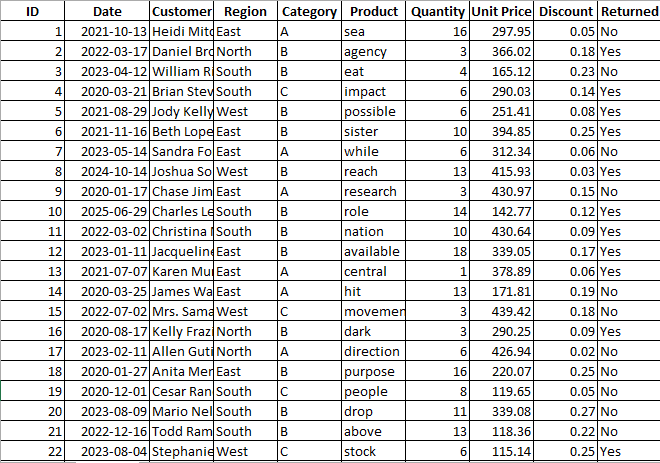 ID Date Customer Region Category Product Quantity Unit Price Discount Returned
1 2021-10-13 Heidi Mitc East A sea 16 297.95 0.05 No
2 2022-03-17 Daniel Bro North B agency 3 366.02 0.18 Yes
3 2023-04-12 William Ri South B eat 4 165.12 0.23 No
4 2020-03-21 Brian Stev South C impact 6 290.03 0.14 Yes
5 2021-08-29 Jody Kelly West B possible 6 251.41 0.08 Yes
6 2021-11-16 Beth Lope East B sister 10 394.85 0.25 Yes
7 2023-05-14 Sandra Fo East A while 6 312.34 0.06 No
8 2024-10-14 Joshua So West B reach 13 415.93 0.03 Yes
9 2020-01-17 Chase Jim East A research 3 430.97 0.15 No
10 2025-06-29 Charles Le South B role 14 142.77 0.12 Yes
11 2022-03-02 Christina South B nation 10 430.64 0.09 Yes
12 2023-01-11 Jacqueline East B available 18 339.05 0.17 Yes
13 2021-07-07 Karen Mu East A central 1 378.89 0.06 Yes
14 2020-03-25 James Wa East A hit 13 171.81 0.19 No
15 2022-07-02 Mrs. Sama West C movemen 3 439.42 0.18 No
16 2020-08-17 Kelly Frazi North B dark 3 290.25 0.09 Yes
17 2023-02-11 Allen Guti North A direction 6 426.94 0.02 No
18 2020-01-27 Anita Mer East B purpose 16 220.07 0.25 No
19 2020-12-01 Cesar Ran South C people 8 119.65 0.05 No
20 2023-08-09 Mario Nel South B drop 11 339.08 0.27 No
21 2022-12-16 Todd Ram South B above 13 118.36 0.22 No
22 2023-08-04 Stephanie West C stock 6 115.14 0.25 Yes